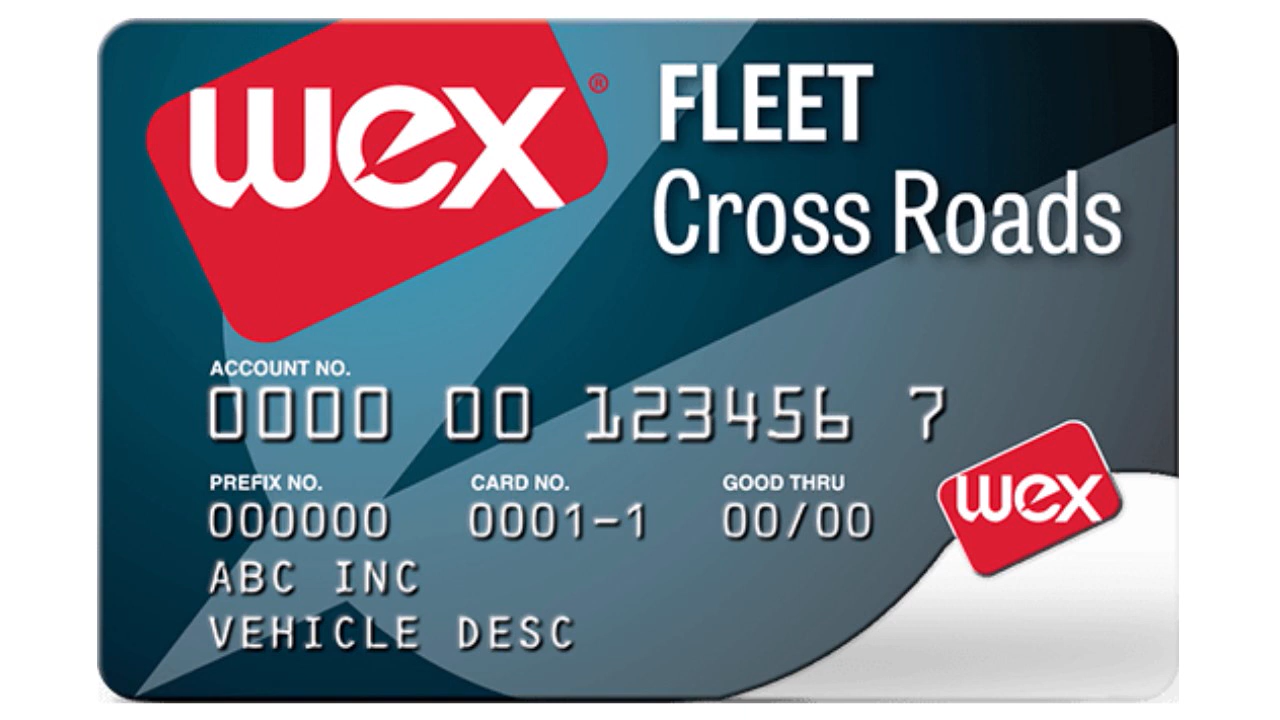 wex®
FLEET
Cross Roads
ACCOUNT NO.
0000 00 123456 7
PREFIX NO. CARD NO. GOOD THRU
000000 0001-1 00/00
wex
ABC INC
VEHICLE DESC